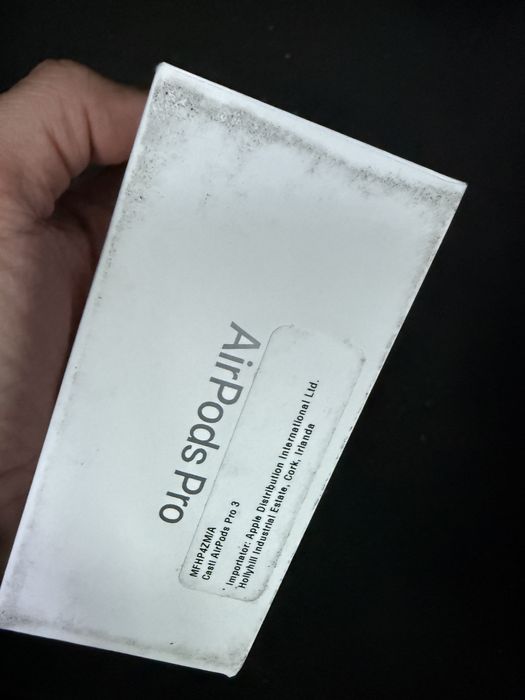 AirPods Pro
MFHP4ZM/A
Casti AirPods Pro 3
Importator: Apple Distribution International Ltd.
Hollyhill Industrial Estate, Cork, Irlanda